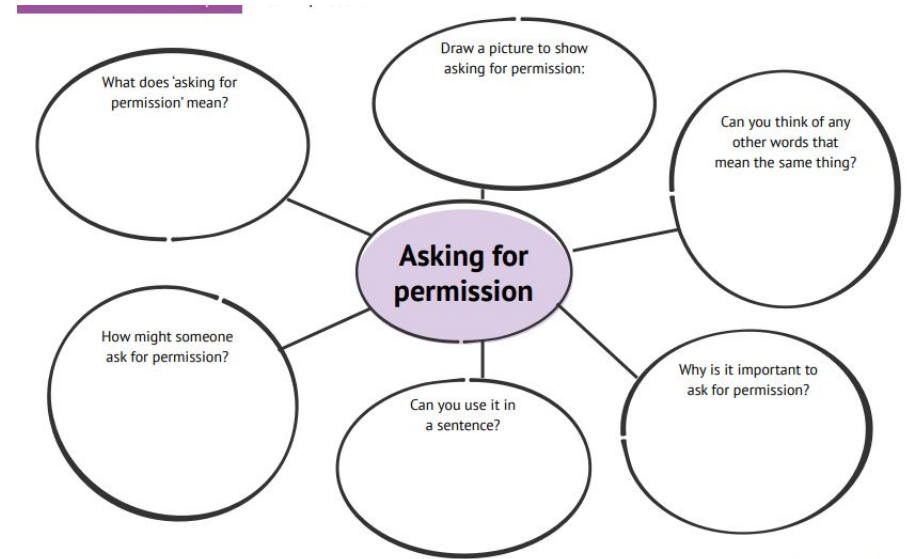 Draw a picture to show
asking for permission:
What does ‘asking for
permission’ mean?
Can you think of any
other words that
mean the same thing?
Asking for
permission
How might someone
ask for permission?
Why is it important to
ask for permission?
Can you use it in
a sentence?